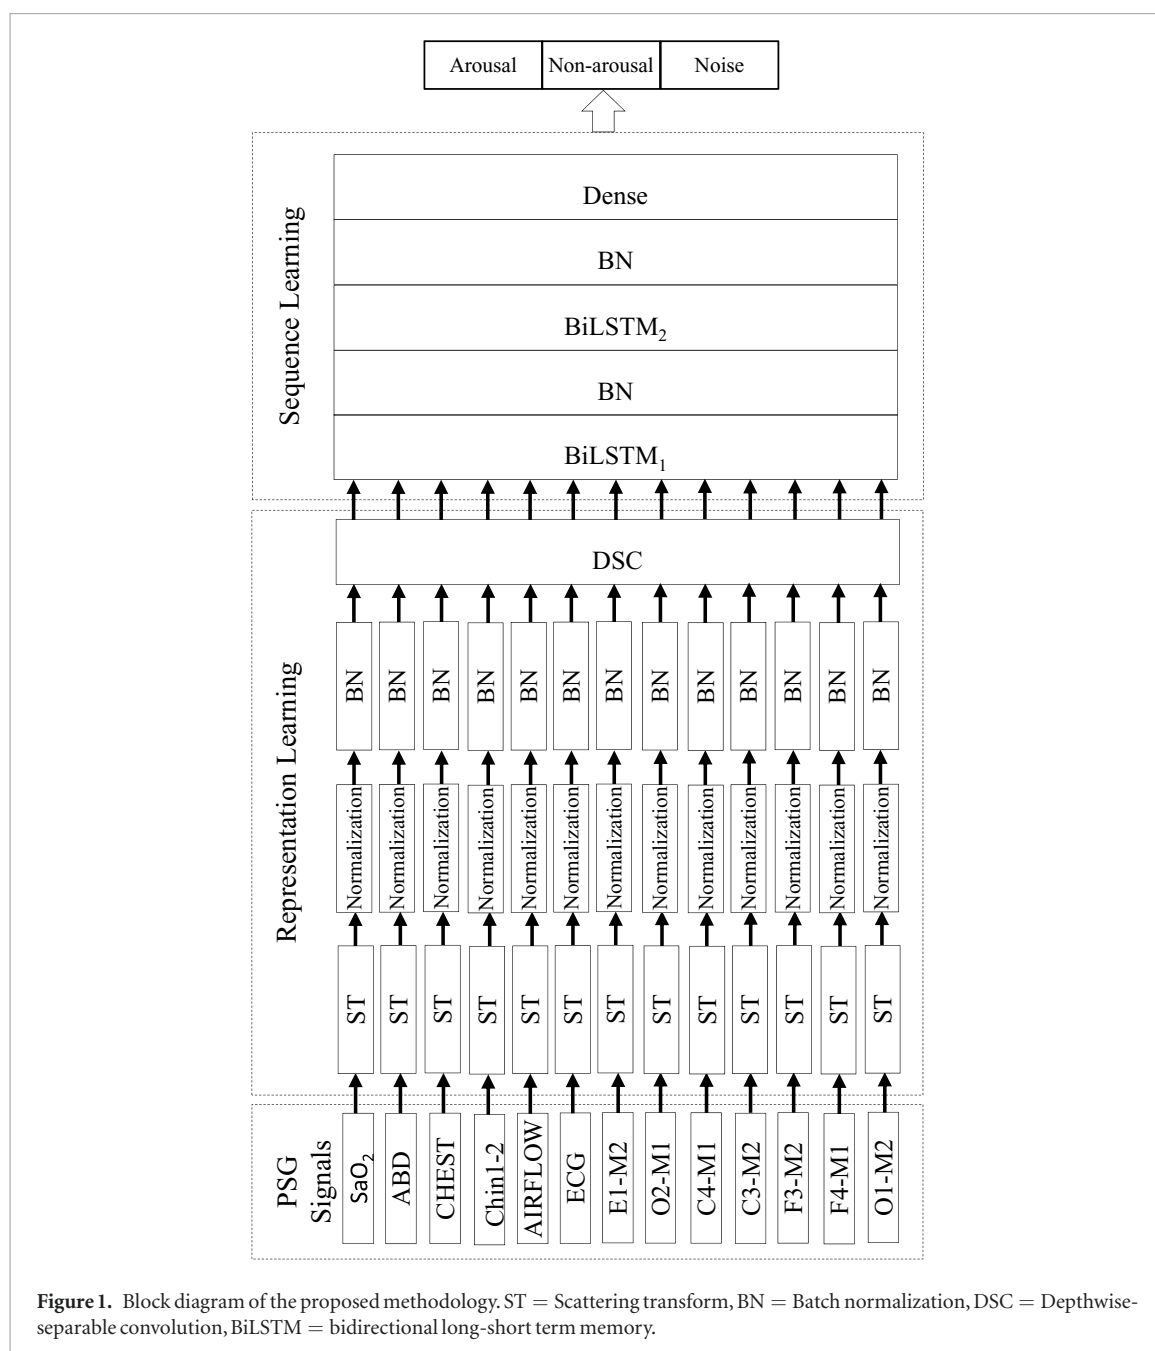 Arousal Non-arousal Noise
Sequence Learning
Dense
BN
BiLSTM₂
BN
BiLSTM₁
Representation Learning
DSC
BN BN BN BN BN BN BN BN BN BN BN BN BN
Normalization Normalization Normalization Normalization Normalization Normalization Normalization Normalization Normalization Normalization Normalization Normalization Normalization
ST ST ST ST ST ST ST ST ST ST ST ST ST
PSG
Signals
SaO₂ ABD CHEST Chin1-2 AIRFLOW ECG E1-M2 O2-M1 C4-M1 C3-M2 F3-M2 F4-M1 O1-M2
Figure 1. Block diagram of the proposed methodology. ST = Scattering transform, BN = Batch normalization, DSC = Depthwise-
separable convolution, BiLSTM = bidirectional long-short term memory.